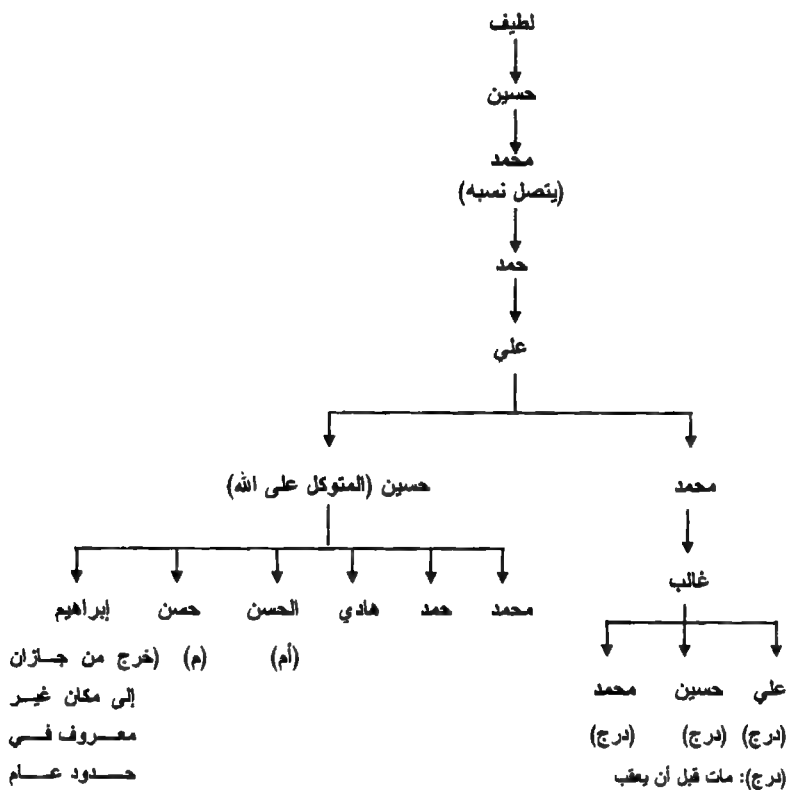 لطيف
حسين
محمد
(يتصل نسبه)
حمد
علي
محمد
حسين (المتوكل على الله)
غالب
محمد
حمد
هادي
الحسن
حسن
إبراهيم
(أم)
(م)
(خرج من جازان
إلى مكان غير
معروف في
حدود عام
علي
حسين
محمد
(درج)
(درج)
(درج)
(درج): مات قبل أن يعقب